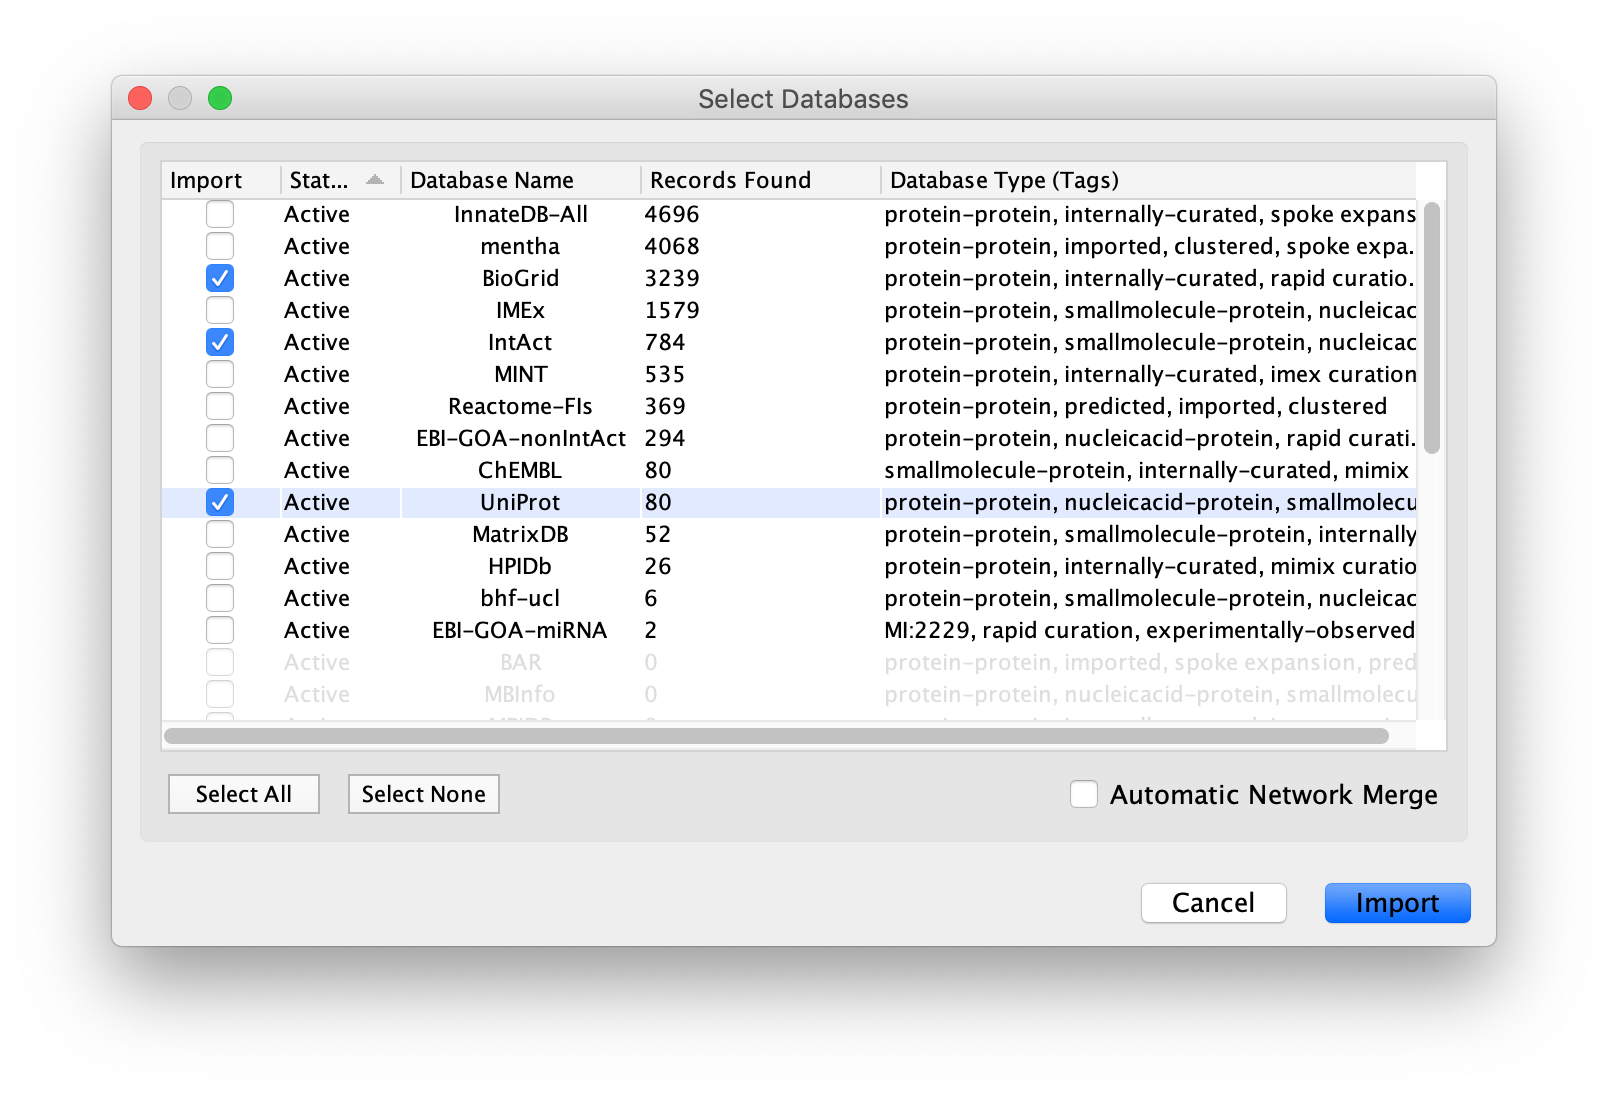 Select Databases
Import Stat... Database Name Records Found Database Type (Tags)
Active InnateDB-All 4696 protein-protein, internally-curated, spoke expans
Active mentha 4068 protein-protein, imported, clustered, spoke expa.
Active BioGrid 3239 protein-protein, internally-curated, rapid curatio.
Active IMEx 1579 protein-protein, smallmolecule-protein, nucleicac
Active IntAct 784 protein-protein, smallmolecule-protein, nucleicac
Active MINT 535 protein-protein, internally-curated, imex curation
Active Reactome-FIs 369 protein-protein, predicted, imported, clustered
Active EBI-GOA-nonIntAct 294 protein-protein, nucleicacid-protein, rapid curati.
Active ChEMBL 80 smallmolecule-protein, internally-curated, mimix
Active UniProt 80 protein-protein, nucleicacid-protein, smallmolecu
Active MatrixDB 52 protein-protein, smallmolecule-protein, internally
Active HPIDb 26 protein-protein, internally-curated, mimix curatio
Active bhf-ucl 6 protein-protein, smallmolecule-protein, nucleicac
Active EBI-GOA-miRNA 2 MI:2229, rapid curation, experimentally-observed
Active BAR 0 protein-protein, imported, spoke expansion, pred
Active MBInfo 0 protein-protein, nucleicacid-protein, smallmolecu
Select All Select None Automatic Network Merge
Cancel Import